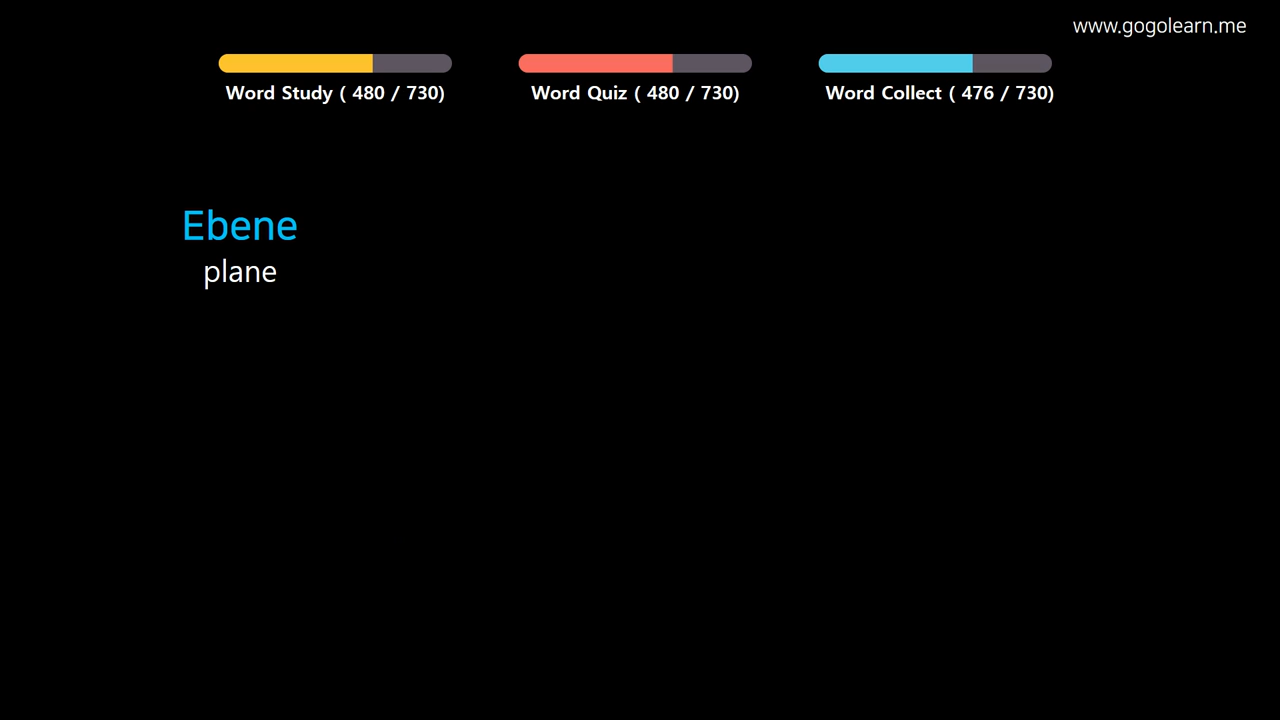 www.gogolearn.me
Word Study ( 480 / 730)
Word Quiz ( 480 / 730)
Word Collect ( 476 / 730)
Ebene
plane